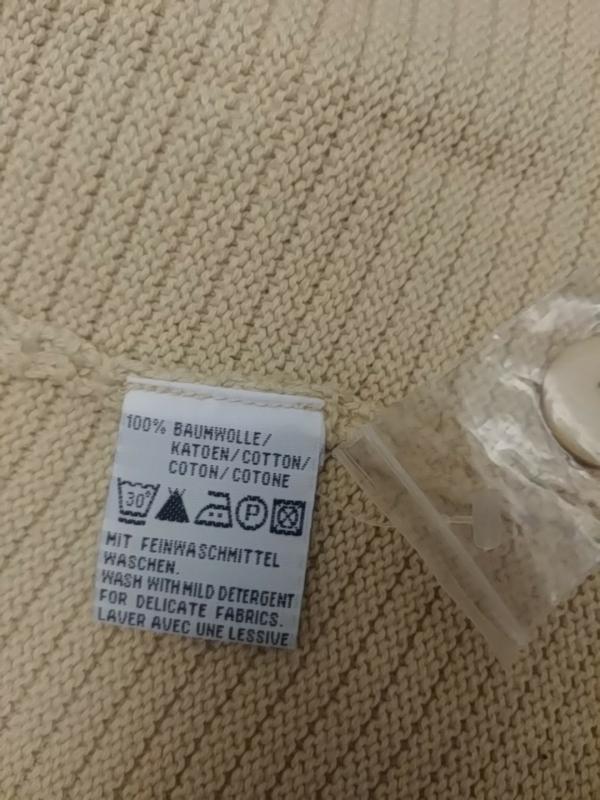 100% BAUMWOLLE/
KATOEN/COTTON/
COTON/COTONE
30° P
MIT FEINWASCHMITTEL
WASCHEN.
WASH WITH MILD DETERGENT
FOR DELICATE FABRICS.
LAVER AVEC UNE LESSIVE